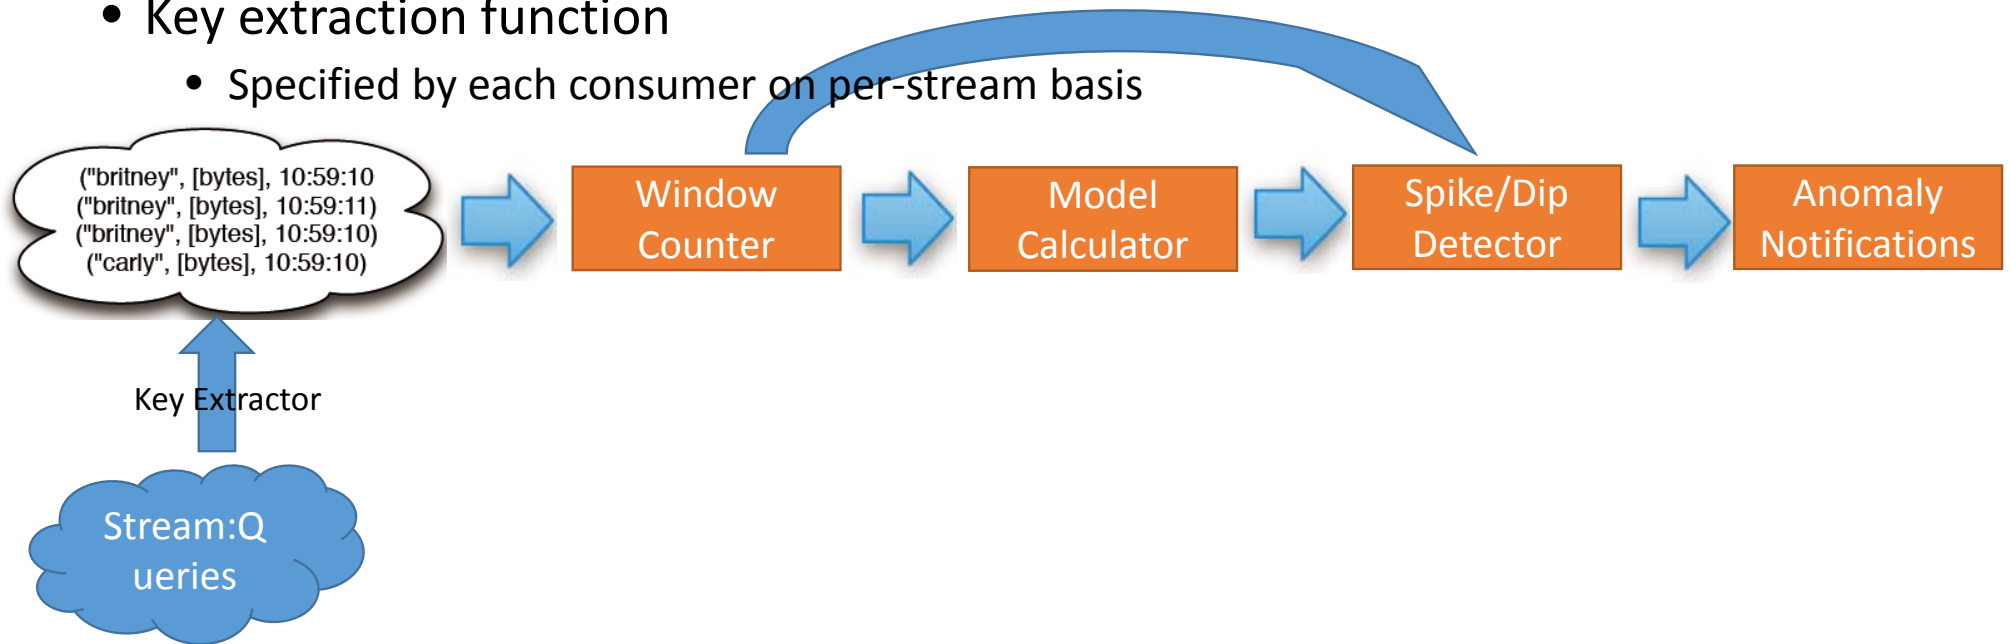 • Key extraction function
• Specified by each consumer on per-stream basis
("britney", [bytes], 10:59:10
("britney", [bytes], 10:59:11)
("britney", [bytes], 10:59:10)
("carly", [bytes], 10:59:10)
Window
Counter
Model
Calculator
Spike/Dip
Detector
Anomaly
Notifications
Key Extractor
Stream:Q
ueries